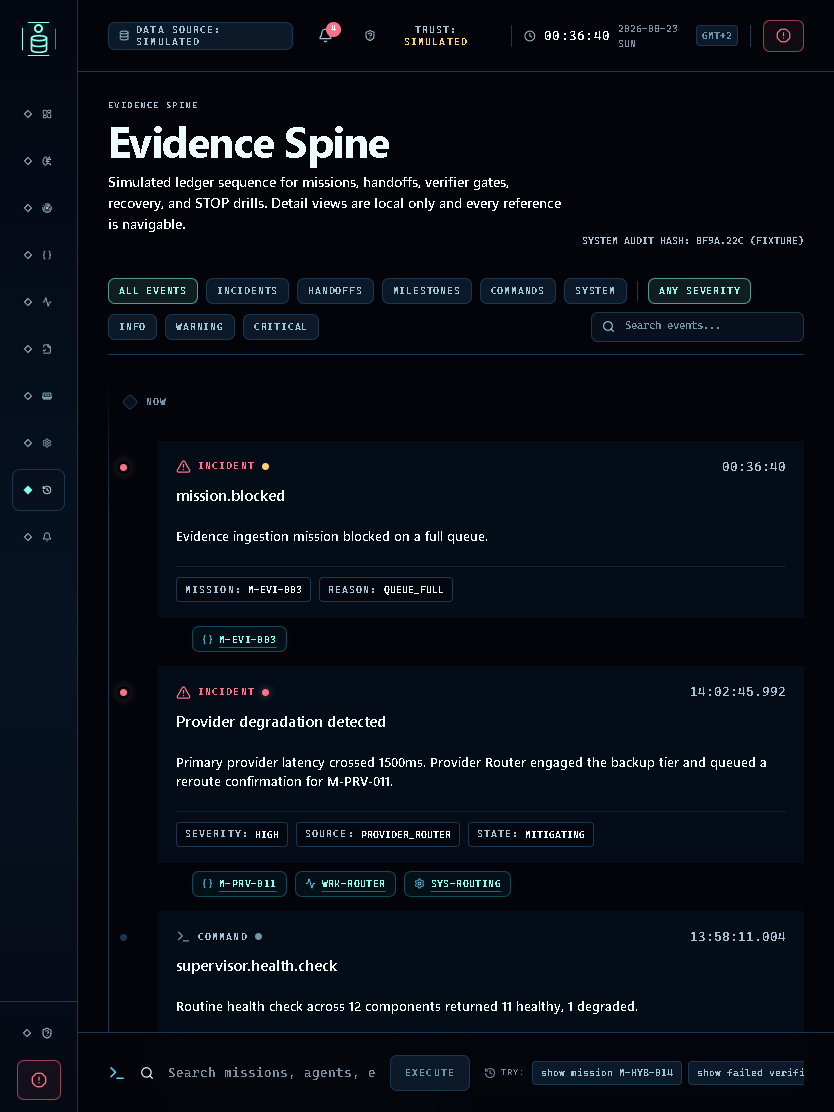 DATA SOURCE:
SIMULATED
4
TRUST:
SIMULATED
00:36:40
2026-08-23
SUN
GMT+2
EVIDENCE SPINE
Evidence Spine
Simulated ledger sequence for missions, handoffs, verifier gates,
recovery, and STOP drills. Detail views are local only and every reference
is navigable.
SYSTEM AUDIT HASH: 8F9A.22C (FIXTURE)
ALL EVENTS
INCIDENTS
HANDOFFS
MILESTONES
COMMANDS
SYSTEM
ANY SEVERITY
INFO
WARNING
CRITICAL
Search events...
NOW
INCIDENT
00:36:40
mission.blocked
Evidence ingestion mission blocked on a full queue.
MISSION: M-EVI-003
REASON: QUEUE_FULL
{} M-EVI-003
INCIDENT
14:02:45.992
Provider degradation detected
Primary provider latency crossed 1500ms. Provider Router engaged the backup tier and queued a
reroute confirmation for M-PRV-011.
SEVERITY: HIGH
SOURCE: PROVIDER_ROUTER
STATE: MITIGATING
{} M-PRV-011
WRK-ROUTER
SYS-ROUTING
COMMAND
13:58:11.004
supervisor.health.check
Routine health check across 12 components returned 11 healthy, 1 degraded.
Search missions, agents, e
EXECUTE
TRY:
show mission M-HYB-014
show failed verifi